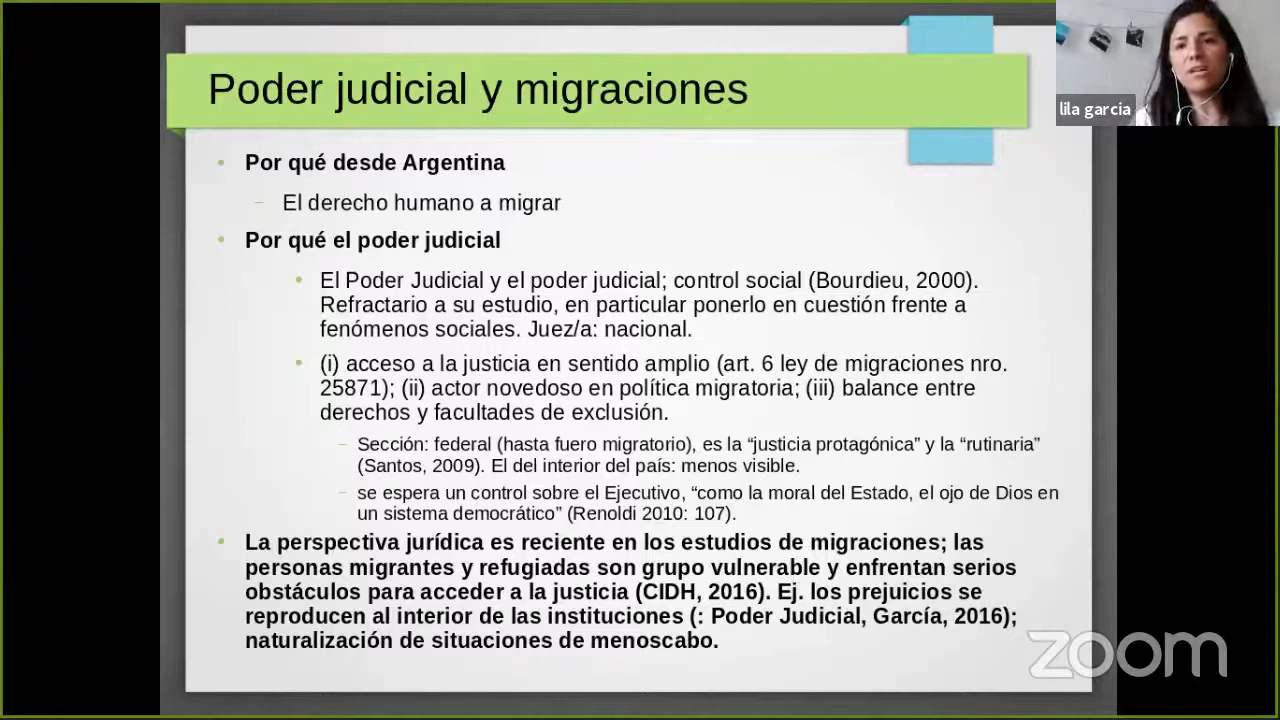 Poder judicial y migraciones
lila garcia
Por qué desde Argentina
El derecho humano a migrar
Por qué el poder judicial
El Poder Judicial y el poder judicial; control social (Bourdieu, 2000).
Refractario a su estudio, en particular ponerlo en cuestión frente a
fenómenos sociales. Juez/a: nacional.
(i) acceso a la justicia en sentido amplio (art. 6 ley de migraciones nro.
25871); (ii) actor novedoso en política migratoria; (iii) balance entre
derechos y facultades de exclusión.
Sección: federal (hasta fuero migratorio), es la “justicia protagónica” y la “rutinaria”
(Santos, 2009). El del interior del país: menos visible.
se espera un control sobre el Ejecutivo, “como la moral del Estado, el ojo de Dios en
un sistema democrático” (Renoldi 2010: 107).
La perspectiva jurídica es reciente en los estudios de migraciones; las
personas migrantes y refugiadas son grupo vulnerable y enfrentan serios
obstáculos para acceder a la justicia (CIDH, 2016). Ej. los prejuicios se
reproducen al interior de las instituciones (: Poder Judicial, García, 2016);
naturalización de situaciones de menoscabo.
zoom